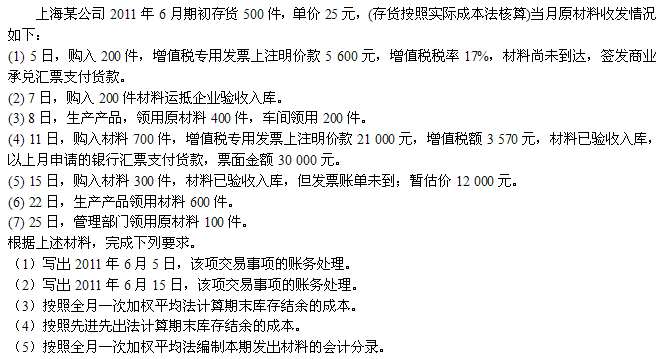 上海某公司 2011 年 6 月期初存货 500 件，单价 25 元，(存货按照实际成本法核算)当月原材料收发情况
如下：
(1) 5 日，购入 200 件，增值税专用发票上注明价款 5 600 元，增值税税率 17%，材料尚未到达，签发商业
承兑汇票支付货款。
(2) 7 日，购入 200 件材料运抵企业验收入库。
(3) 8 日，生产产品，领用原材料 400 件，车间领用 200 件。
(4) 11 日，购入材料 700 件，增值税专用发票上注明价款 21 000 元，增值税额 3 570 元，材料已验收入库，
以上月申请的银行汇票支付货款，票面金额 30 000 元。
(5) 15 日，购入材料 300 件，材料已验收入库，但发票账单未到；暂估价 12 000 元。
(6) 22 日，生产产品领用材料 600 件。
(7) 25 日，管理部门领用原材料 100 件。
根据上述材料，完成下列要求。
（1）写出 2011 年 6 月 5 日，该项交易事项的账务处理。
（2）写出 2011 年 6 月 15 日，该项交易事项的账务处理。
（3）按照全月一次加权平均法计算期末库存结余的成本。
（4）按照先进先出法计算期末库存结余的成本。
（5）按照全月一次加权平均法编制本期发出材料的会计分录。